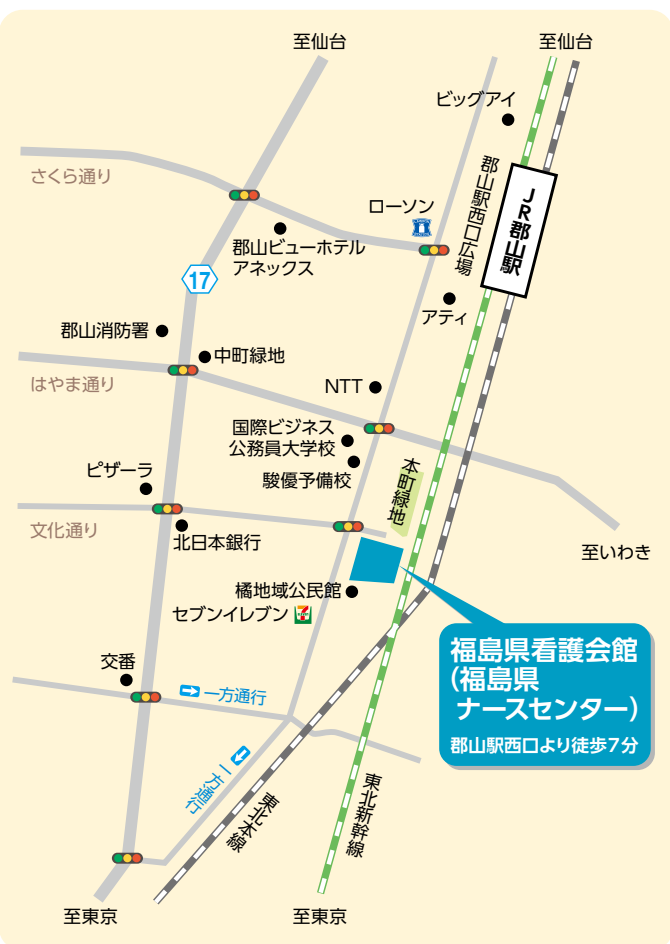 至仙台
至仙台
ビッグアイ
さくら通り
ローソン
郡山駅西口広場
JR郡山駅
郡山ビューホテル
アネックス
17
アティ
郡山消防署
中町緑地
はやま通り
NTT
国際ビジネス
公務員大学校
駿優予備校
ピザーラ
本町緑地
文化通り
北日本銀行
至いわき
橘地域公民館
セブンイレブン
福島県看護会館
(福島県
ナースセンター)
郡山駅西口より徒歩7分
交番
一方通行
一方通行
東北本線
東北新幹線
至東京
至東京